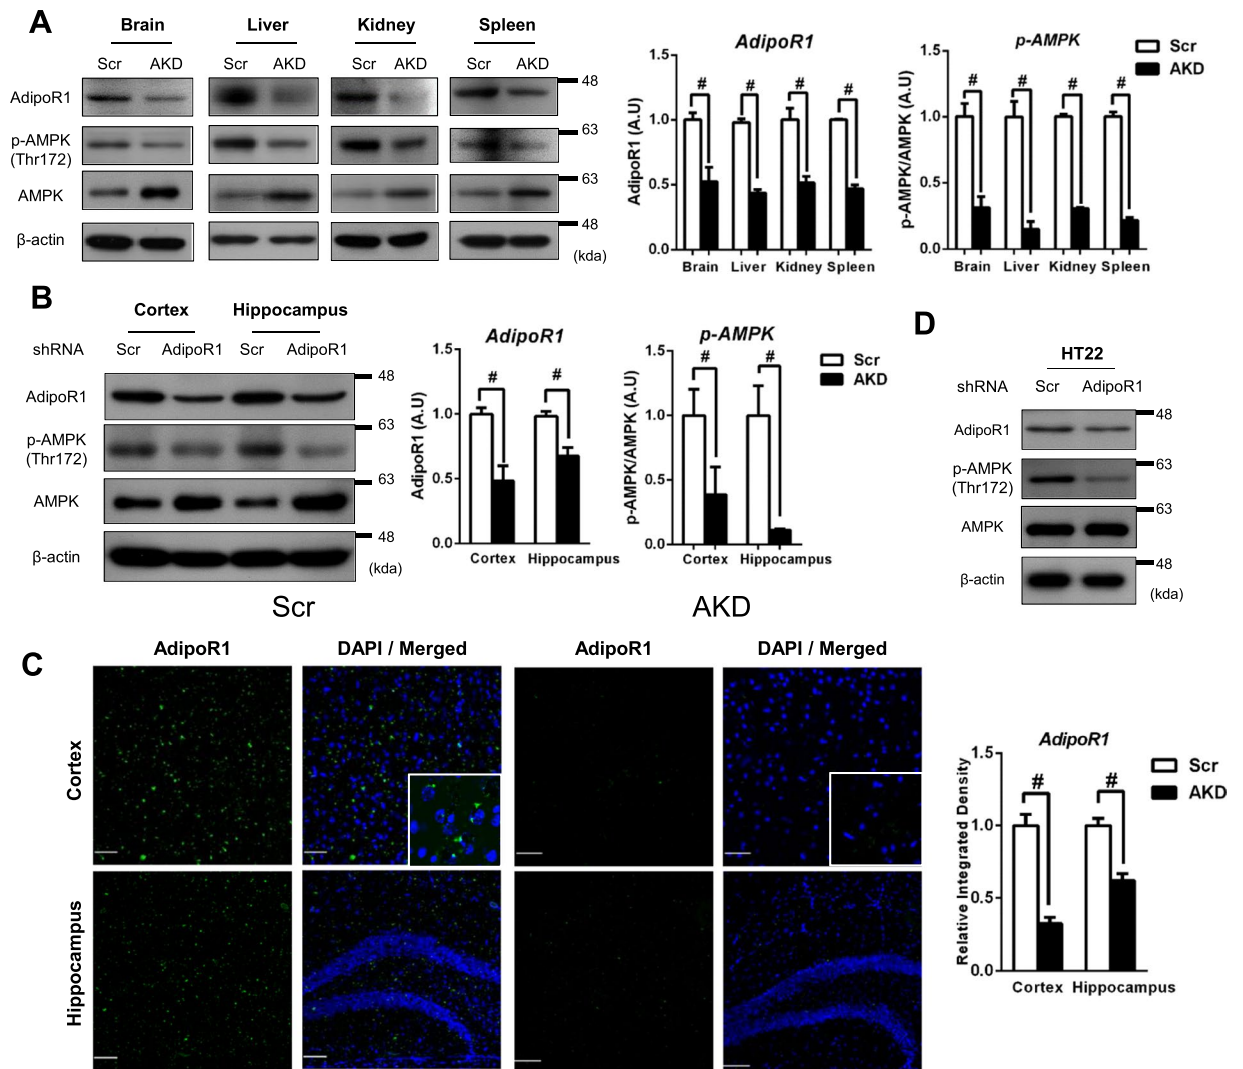 A
Brain Liver Kidney Spleen
Scr AKD Scr AKD Scr AKD Scr AKD
AdipoR1
p-AMPK
(Thr172)
AMPK
β-actin
48
63
63
48
(kda)
AdipoR1
AdipoR1 (A.U)
1.5
1.0
0.5
0.0
# # # #
Brain Liver Kidney Spleen
p-AMPK
p-AMPK/AMPK (A.U)
1.5
1.0
0.5
0.0
# # # #
Brain Liver Kidney Spleen
Scr
AKD
B
Cortex Hippocampus
shRNA Scr AdipoR1 Scr AdipoR1
AdipoR1
p-AMPK
(Thr172)
AMPK
β-actin
48
63
63
48
(kda)
AdipoR1
AdipoR1 (A.U)
1.5
1.0
0.5
0.0
# #
Cortex Hippocampus
p-AMPK
p-AMPK/AMPK (A.U)
1.5
1.0
0.5
0.0
# #
Cortex Hippocampus
Scr
AKD
D
HT22
shRNA Scr AdipoR1
AdipoR1
p-AMPK
(Thr172)
AMPK
β-actin
48
63
63
48
(kda)
Scr AKD
C
AdipoR1 DAPI / Merged AdipoR1 DAPI / Merged
Cortex
Hippocampus
AdipoR1
Relative Integrated Density
1.5
1.0
0.5
0.0
# #
Cortex Hippocampus
Scr
AKD